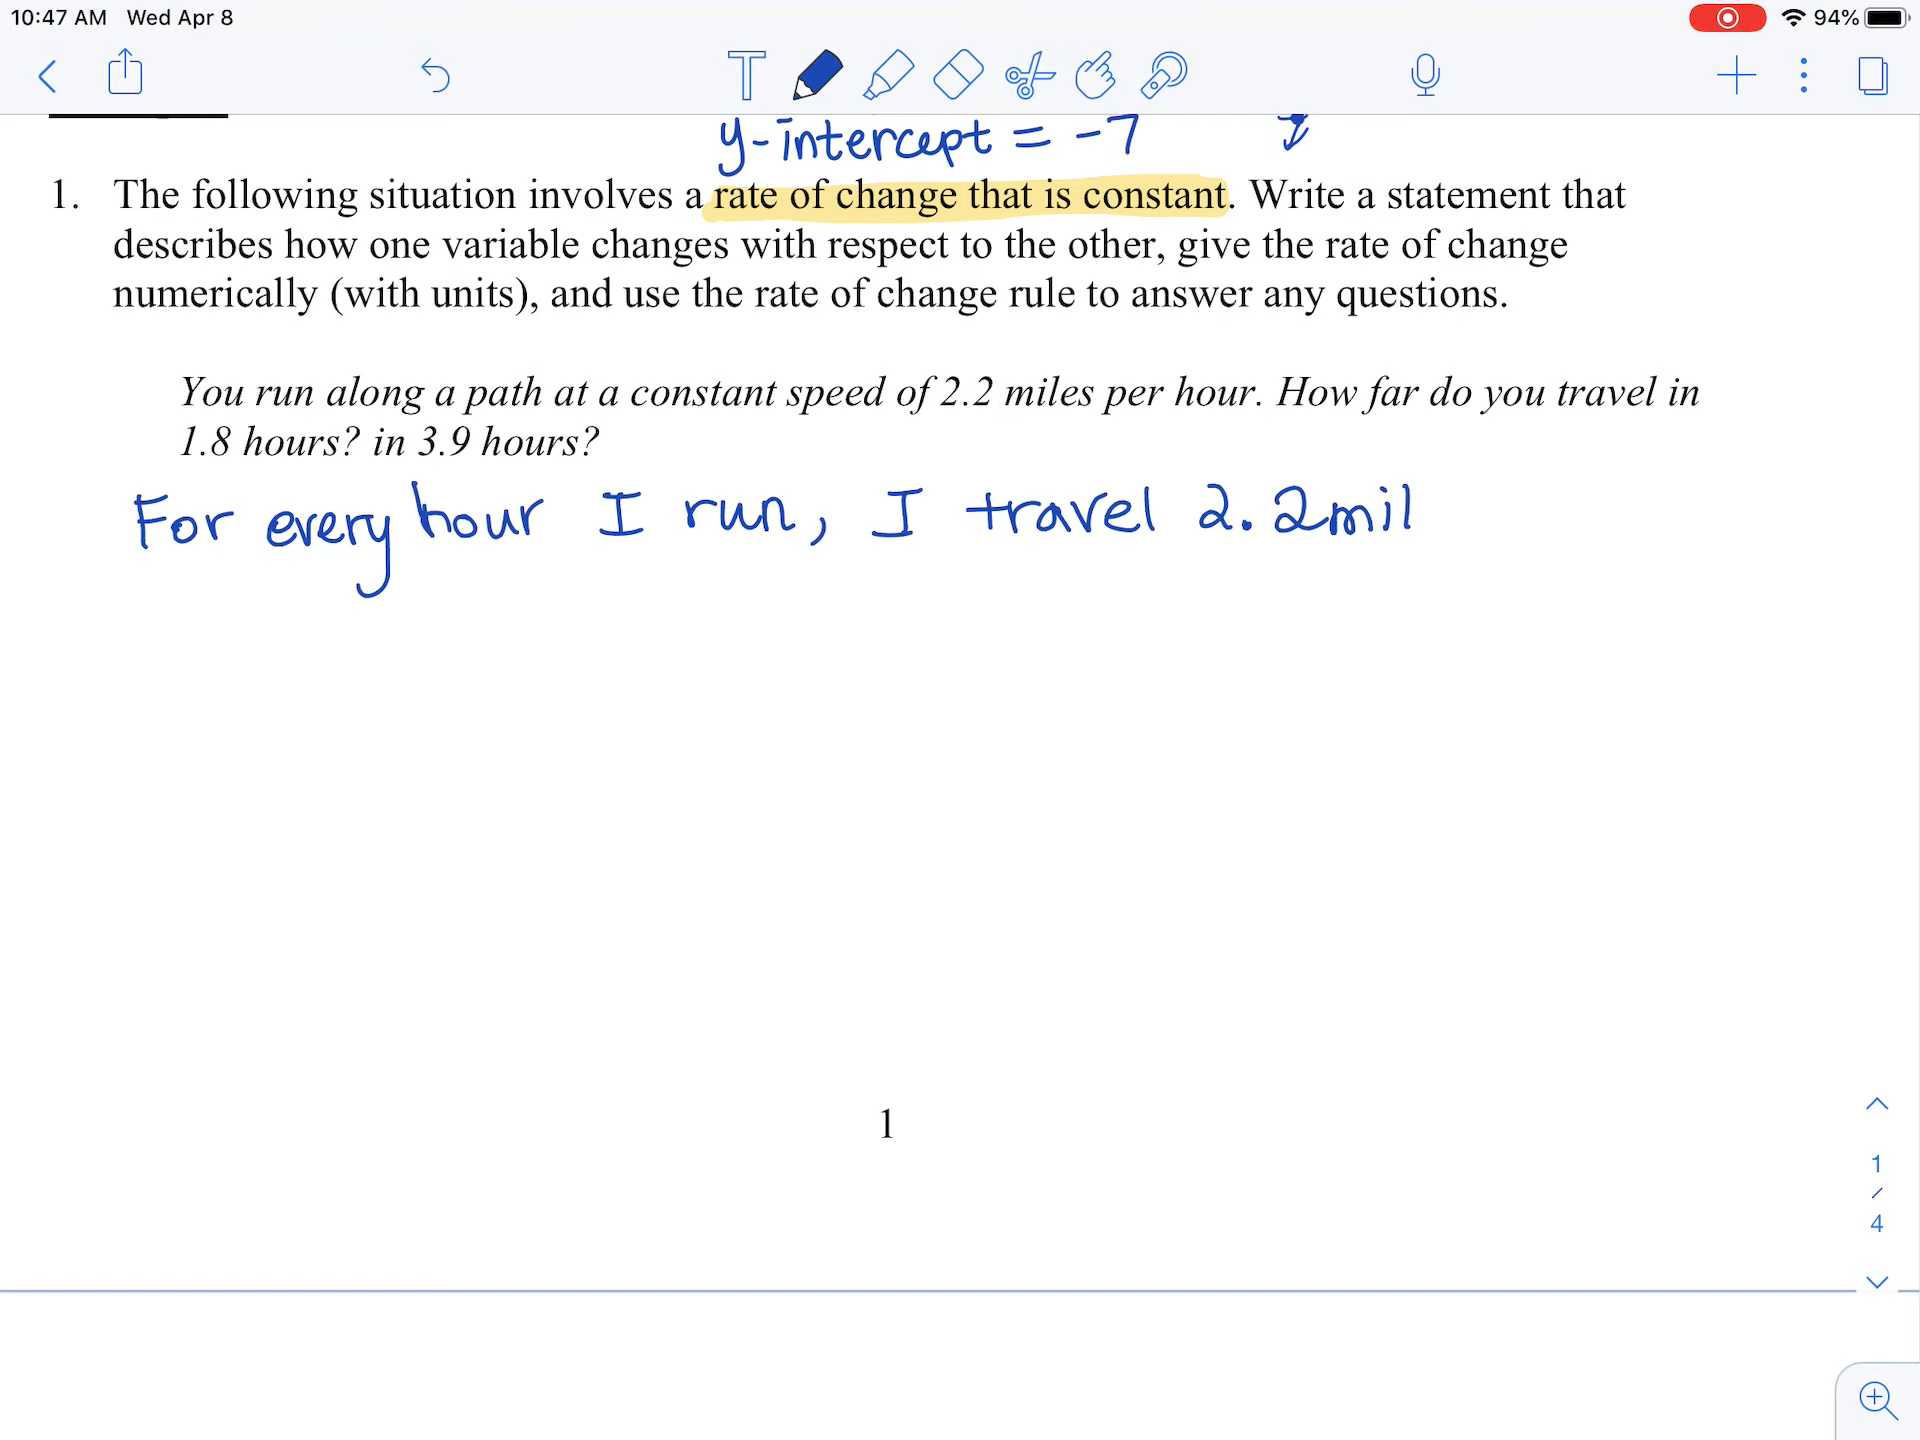 10:47 AM Wed Apr 8 94%
T
y-intercept = -7
1. The following situation involves a rate of change that is constant. Write a statement that
describes how one variable changes with respect to the other, give the rate of change
numerically (with units), and use the rate of change rule to answer any questions.
You run along a path at a constant speed of 2.2 miles per hour. How far do you travel in
1.8 hours? in 3.9 hours?
For every hour I run, I travel 2.2mil
1
1
/
4